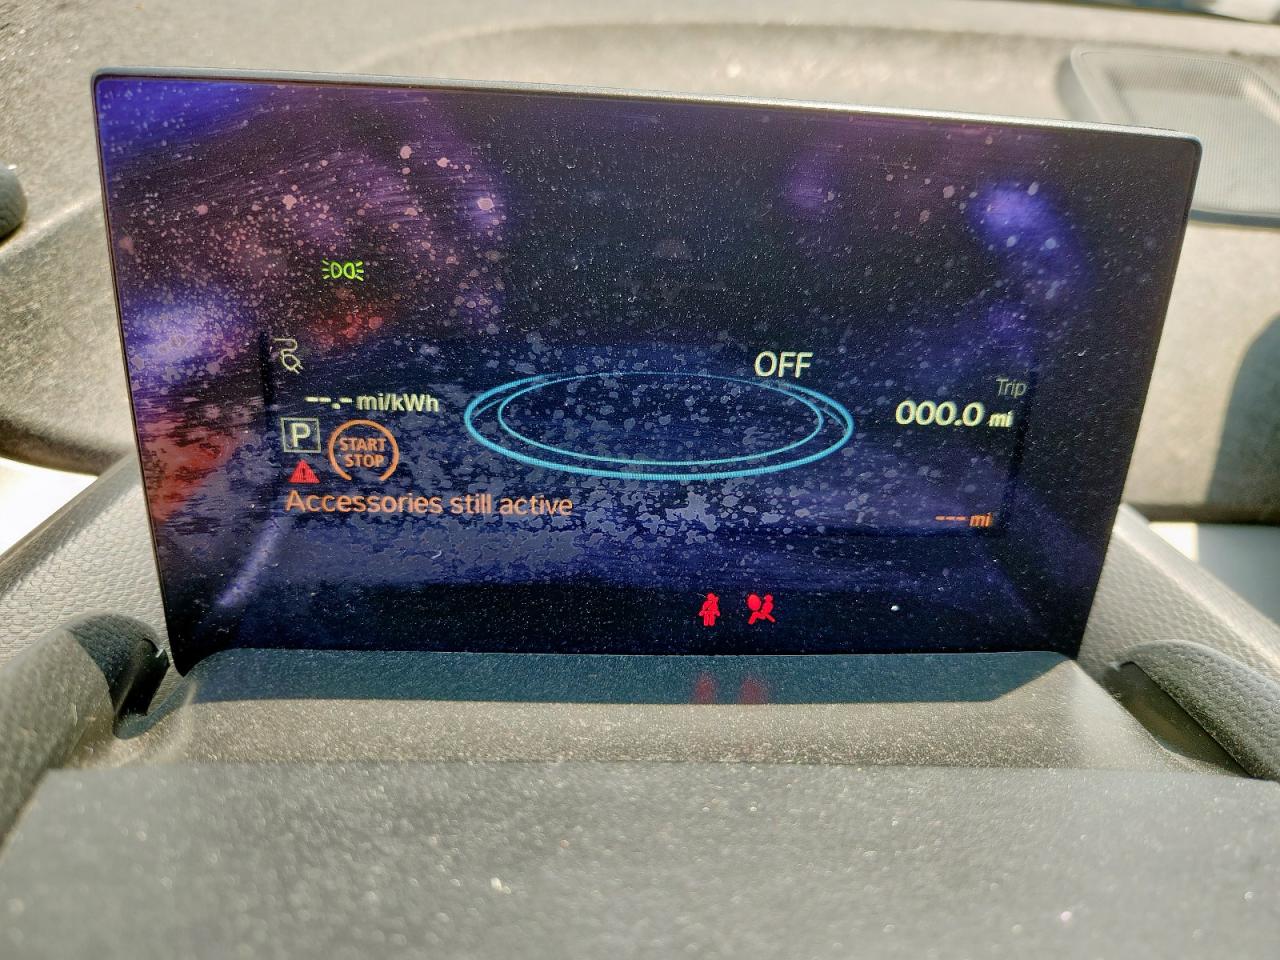 OFF
Trip
--.- mi/kWh
000.0 mi
P
START
STOP
Accessories still active
--- mi